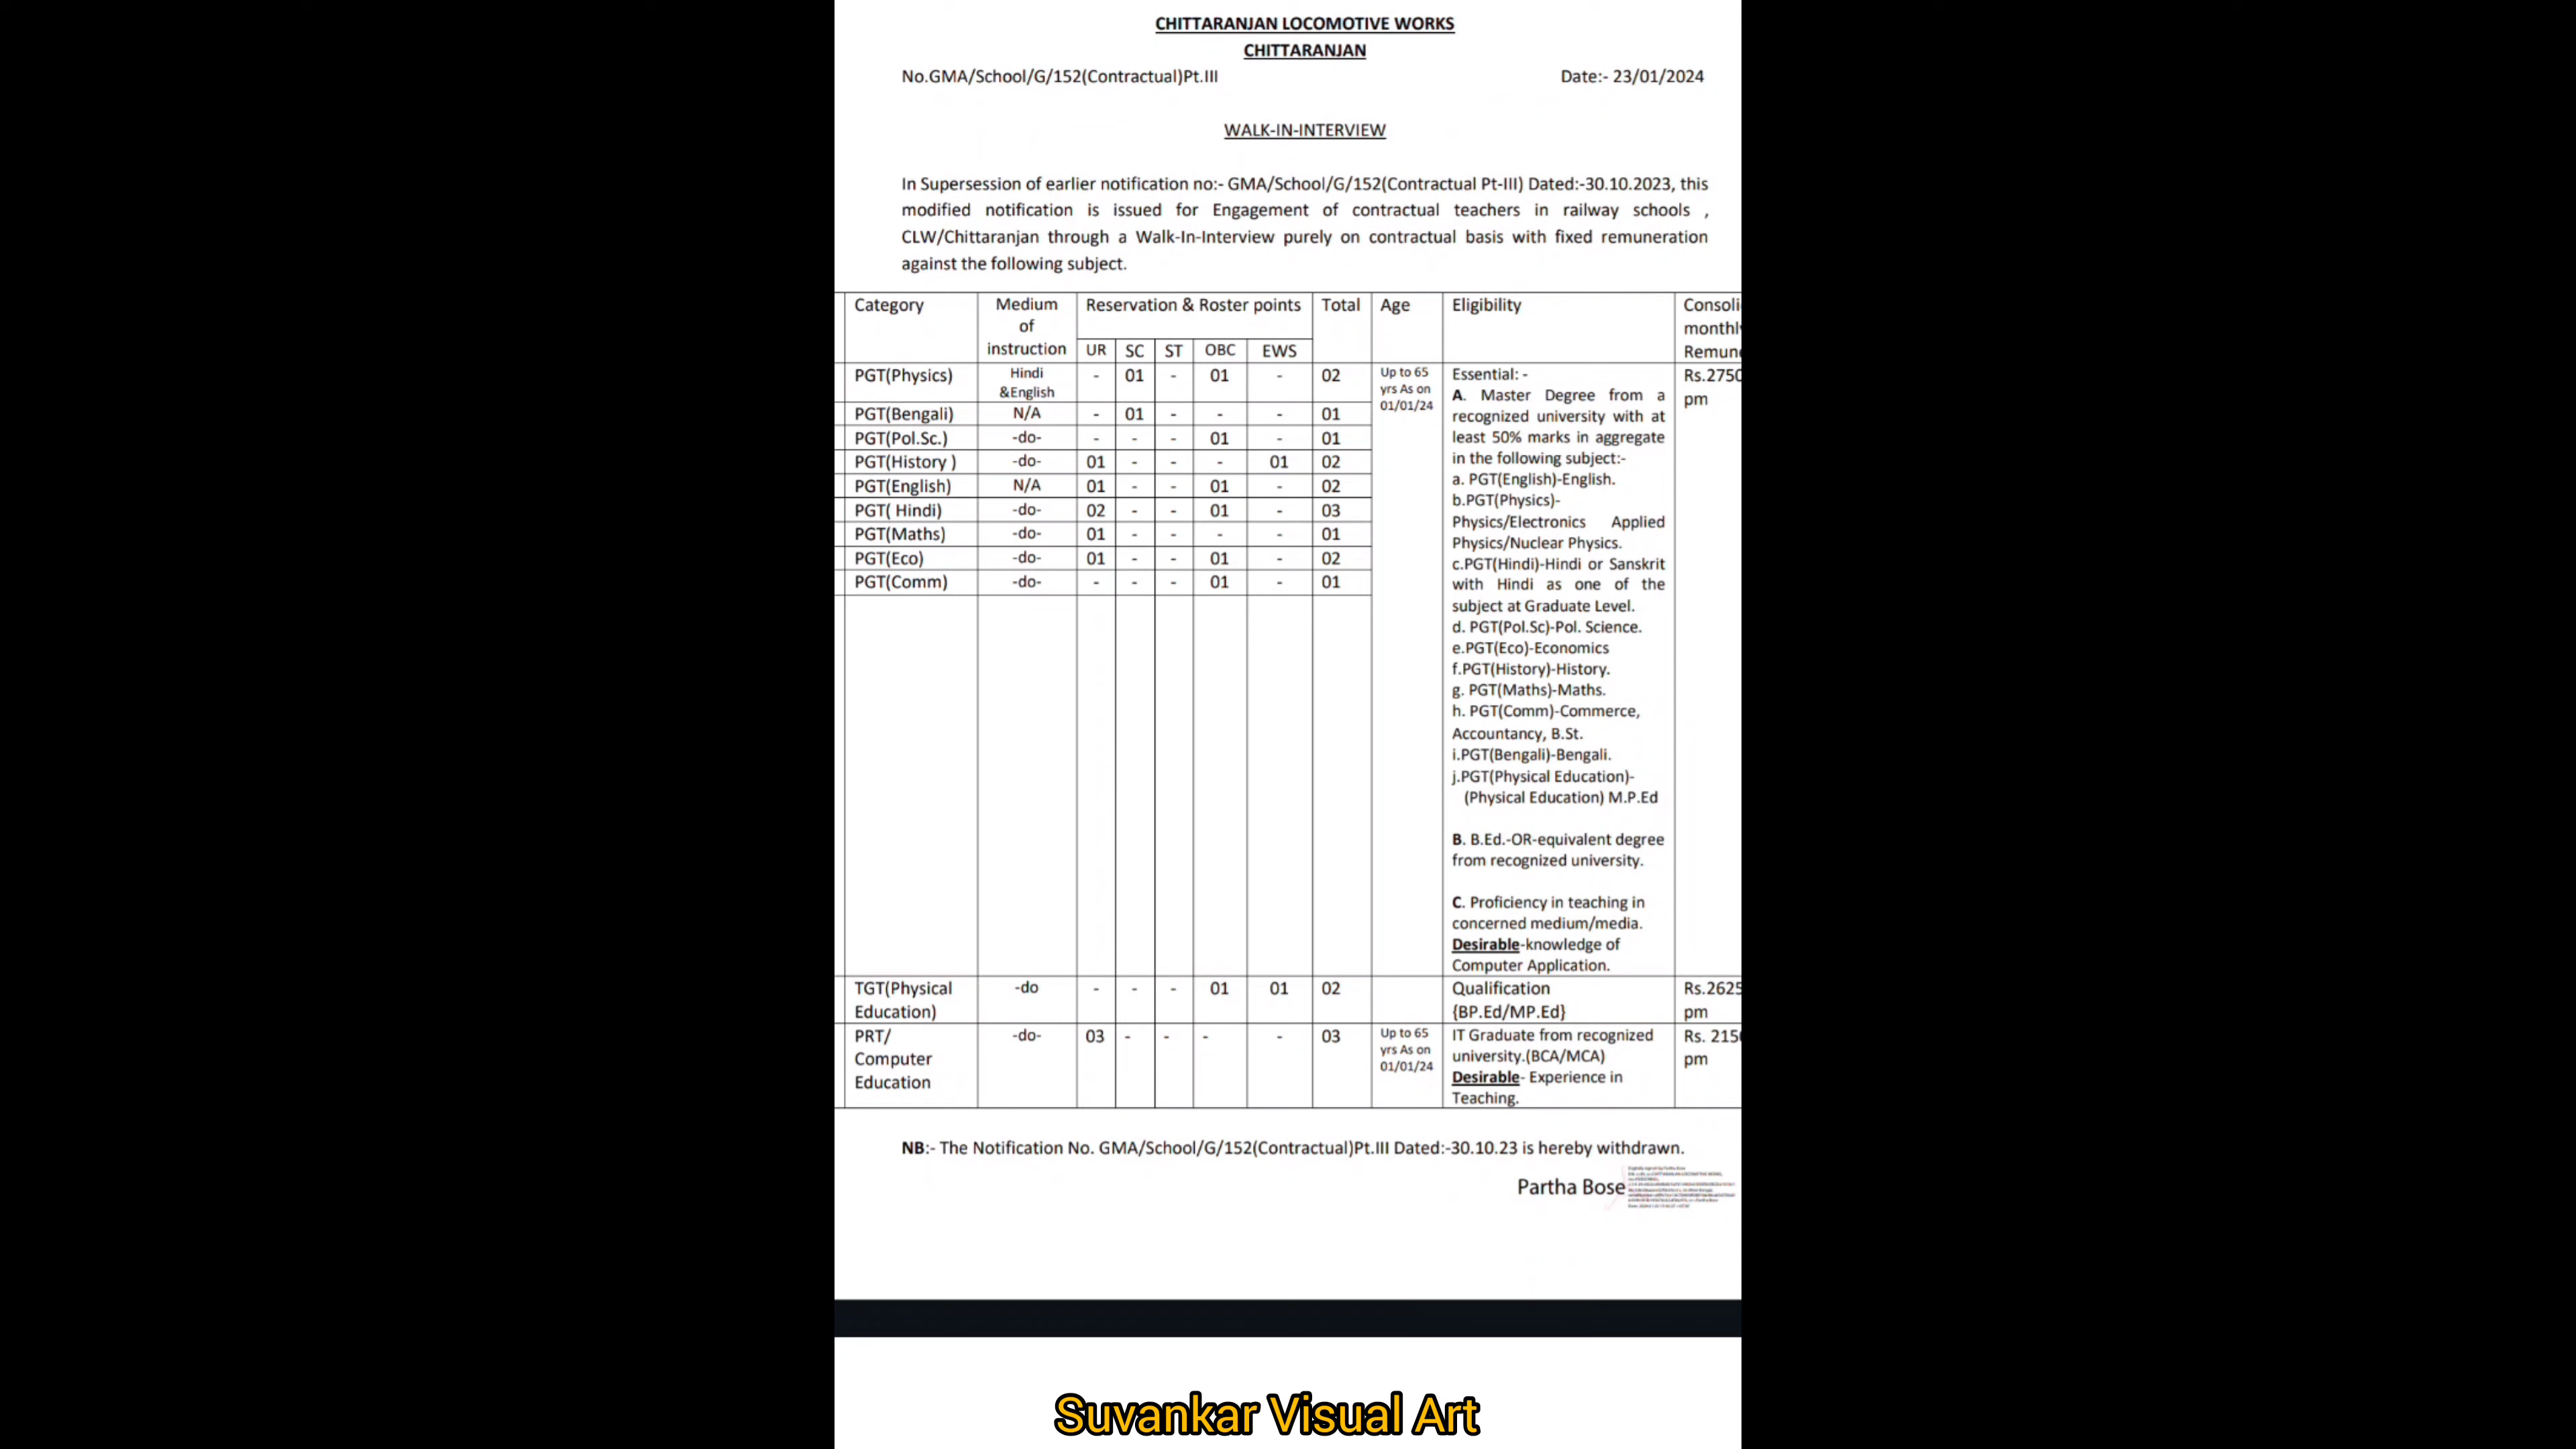 CHITTARANJAN LOCOMOTIVE WORKS
CHITTARANJAN
No.GMA/School/G/152(Contractual)Pt.III Date:- 23/01/2024
WALK-IN-INTERVIEW
In Supersession of earlier notification no:- GMA/School/G/152(Contractual Pt-III) Dated:-30.10.2023, this
modified notification is issued for Engagement of contractual teachers in railway schools ,
CLW/Chittaranjan through a Walk-In-Interview purely on contractual basis with fixed remuneration
against the following subject.
Category Medium of instruction Reservation & Roster points Total Age Eligibility Consoli monthly Remun
UR SC ST OBC EWS
PGT(Physics) Hindi &English - 01 - 01 - 02
PGT(Bengali) N/A - 01 - - - 01
PGT(Pol.Sc.) -do- - - - 01 - 01
PGT(History ) -do- 01 - - - 01 02
PGT(English) N/A 01 - - 01 - 02
PGT( Hindi) -do- 02 - - 01 - 03
PGT(Maths) -do- 01 - - - - 01
PGT(Eco) -do- 01 - - 01 - 02
PGT(Comm) -do- - - - 01 - 01
Up to 65
yrs As on
01/01/24
Essential: -
A. Master Degree from a
recognized university with at
least 50% marks in aggregate
in the following subject:-
a. PGT(English)-English.
b.PGT(Physics)-
Physics/Electronics Applied
Physics/Nuclear Physics.
c.PGT(Hindi)-Hindi or Sanskrit
with Hindi as one of the
subject at Graduate Level.
d. PGT(Pol.Sc)-Pol. Science.
e.PGT(Eco)-Economics
f.PGT(History)-History.
g. PGT(Maths)-Maths.
h. PGT(Comm)-Commerce,
Accountancy, B.St.
i.PGT(Bengali)-Bengali.
j.PGT(Physical Education)-
(Physical Education) M.P.Ed
B. B.Ed.-OR-equivalent degree
from recognized university.
C. Proficiency in teaching in
concerned medium/media.
Desirable-knowledge of
Computer Application.
Rs.2750
pm
TGT(Physical Education) -do - - - 01 01 02
Qualification
{BP.Ed/MP.Ed}
Rs.2625
pm
PRT/ Computer Education -do- 03 - - - - 03
Up to 65
yrs As on
01/01/24
IT Graduate from recognized
university.(BCA/MCA)
Desirable- Experience in
Teaching.
Rs. 2150
pm
NB:- The Notification No. GMA/School/G/152(Contractual)Pt.III Dated:-30.10.23 is hereby withdrawn.
Partha Bose
Suvankar Visual Art